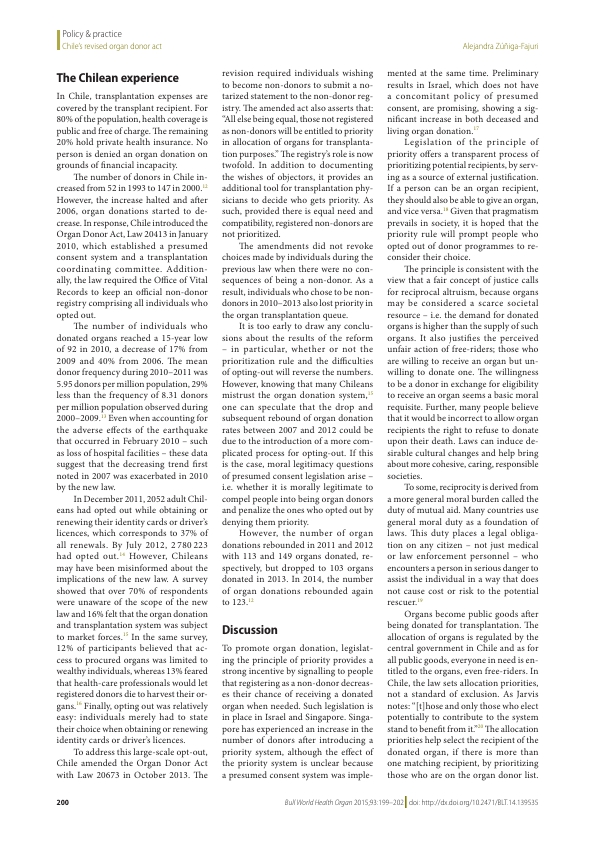 Policy & practice
Chile's revised organ donor act
Alejandra Zúñiga-Fajuri
The Chilean experience
In Chile, transplantation expenses are
covered by the transplant recipient. For
80% of the population, health coverage is
public and free of charge. The remaining
20% hold private health insurance. No
person is denied an organ donation on
grounds of financial incapacity.
The number of donors in Chile in-
creased from 52 in 1993 to 147 in 2000.12
However, the increase halted and after
2006, organ donations started to de-
crease. In response, Chile introduced the
Organ Donor Act, Law 20413 in January
2010, which established a presumed
consent system and a transplantation
coordinating committee. Addition-
ally, the law required the Office of Vital
Records to keep an official non-donor
registry comprising all individuals who
opted out.
The number of individuals who
donated organs reached a 15-year low
of 92 in 2010, a decrease of 17% from
2009 and 40% from 2006. The mean
donor frequency during 2010–2011 was
5.95 donors per million population, 29%
less than the frequency of 8.31 donors
per million population observed during
2000–2009.13 Even when accounting for
the adverse effects of the earthquake
that occurred in February 2010 – such
as loss of hospital facilities – these data
suggest that the decreasing trend first
noted in 2007 was exacerbated in 2010
by the new law.
In December 2011, 2052 adult Chil-
eans had opted out while obtaining or
renewing their identity cards or driver's
licences, which corresponds to 37% of
all renewals. By July 2012, 2 780 223
had opted out.14 However, Chileans
may have been misinformed about the
implications of the new law. A survey
showed that over 70% of respondents
were unaware of the scope of the new
law and 16% felt that the organ donation
and transplantation system was subject
to market forces.15 In the same survey,
12% of participants believed that ac-
cess to procured organs was limited to
wealthy individuals, whereas 13% feared
that health-care professionals would let
registered donors die to harvest their or-
gans.16 Finally, opting out was relatively
easy: individuals merely had to state
their choice when obtaining or renewing
identity cards or driver's licences.
To address this large-scale opt-out,
Chile amended the Organ Donor Act
with Law 20673 in October 2013. The
revision required individuals wishing
to become non-donors to submit a no-
tarized statement to the non-donor reg-
istry. The amended act also asserts that:
"All else being equal, those not registered
as non-donors will be entitled to priority
in allocation of organs for transplanta-
tion purposes." The registry's role is now
twofold. In addition to documenting
the wishes of objectors, it provides an
additional tool for transplantation phy-
sicians to decide who gets priority. As
such, provided there is equal need and
compatibility, registered non-donors are
not prioritized.
The amendments did not revoke
choices made by individuals during the
previous law when there were no con-
sequences of being a non-donor. As a
result, individuals who chose to be non-
donors in 2010–2013 also lost priority in
the organ transplantation queue.
It is too early to draw any conclu-
sions about the results of the reform
– in particular, whether or not the
prioritization rule and the difficulties
of opting-out will reverse the numbers.
However, knowing that many Chileans
mistrust the organ donation system,15
one can speculate that the drop and
subsequent rebound of organ donation
rates between 2007 and 2012 could be
due to the introduction of a more com-
plicated process for opting-out. If this
is the case, moral legitimacy questions
of presumed consent legislation arise –
i.e. whether it is morally legitimate to
compel people into being organ donors
and penalize the ones who opted out by
denying them priority.
However, the number of organ
donations rebounded in 2011 and 2012
with 113 and 149 organs donated, re-
spectively, but dropped to 103 organs
donated in 2013. In 2014, the number
of organ donations rebounded again
to 123.12
Discussion
To promote organ donation, legislat-
ing the principle of priority provides a
strong incentive by signalling to people
that registering as a non-donor decreas-
es their chance of receiving a donated
organ when needed. Such legislation is
in place in Israel and Singapore. Singa-
pore has experienced an increase in the
number of donors after introducing a
priority system, although the effect of
the priority system is unclear because
a presumed consent system was imple-
mented at the same time. Preliminary
results in Israel, which does not have
a concomitant policy of presumed
consent, are promising, showing a sig-
nificant increase in both deceased and
living organ donation.17
Legislation of the principle of
priority offers a transparent process of
prioritizing potential recipients, by serv-
ing as a source of external justification.
If a person can be an organ recipient,
they should also be able to give an organ,
and vice versa.18 Given that pragmatism
prevails in society, it is hoped that the
priority rule will prompt people who
opted out of donor programmes to re-
consider their choice.
The principle is consistent with the
view that a fair concept of justice calls
for reciprocal altruism, because organs
may be considered a scarce societal
resource – i.e. the demand for donated
organs is higher than the supply of such
organs. It also justifies the perceived
unfair action of free-riders; those who
are willing to receive an organ but un-
willing to donate one. The willingness
to be a donor in exchange for eligibility
to receive an organ seems a basic moral
requisite. Further, many people believe
that it would be incorrect to allow organ
recipients the right to refuse to donate
upon their death. Laws can induce de-
sirable cultural changes and help bring
about more cohesive, caring, responsible
societies.
To some, reciprocity is derived from
a more general moral burden called the
duty of mutual aid. Many countries use
general moral duty as a foundation of
laws. This duty places a legal obliga-
tion on any citizen – not just medical
or law enforcement personnel – who
encounters a person in serious danger to
assist the individual in a way that does
not cause cost or risk to the potential
rescuer.19
Organs become public goods after
being donated for transplantation. The
allocation of organs is regulated by the
central government in Chile and as for
all public goods, everyone in need is en-
titled to the organs, even free-riders. In
Chile, the law sets allocation priorities,
not a standard of exclusion. As Jarvis
notes: "[t]hose and only those who elect
potentially to contribute to the system
stand to benefit from it."20 The allocation
priorities help select the recipient of the
donated organ, if there is more than
one matching recipient, by prioritizing
those who are on the organ donor list.
200
Bull World Health Organ 2015;93:199–202
doi: http://dx.doi.org/10.2471/BLT.14.139535